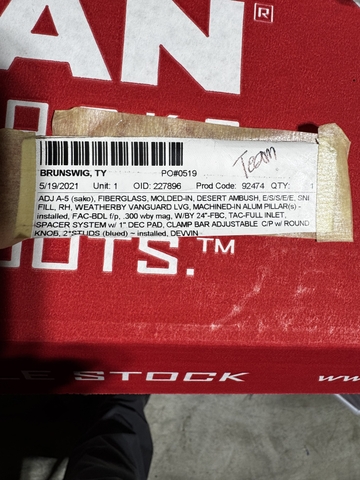 AN®
BRUNSWIG, TY PO#0519
Team
5/19/2021 Unit: 1 OID: 227896 Prod Code: 92474 QTY: 1
ADJ A-5 (sako), FIBERGLASS, MOLDED-IN, DESERT AMBUSH, E/S/S/E/E, SNI
FILL, RH, WEATHERBY VANGUARD LVG, MACHINED-IN ALUM PILLAR(s) -
installed, FAC-BDL f/p, .300 wby mag, W/BY 24"-FBC, TAC-FULL INLET,
SPACER SYSTEM w/ 1" DEC PAD, CLAMP BAR ADJUSTABLE C/P w/ ROUND
KNOB, 2*STUDS (blued) ~ installed,
OTS.™
LE STOCK ww